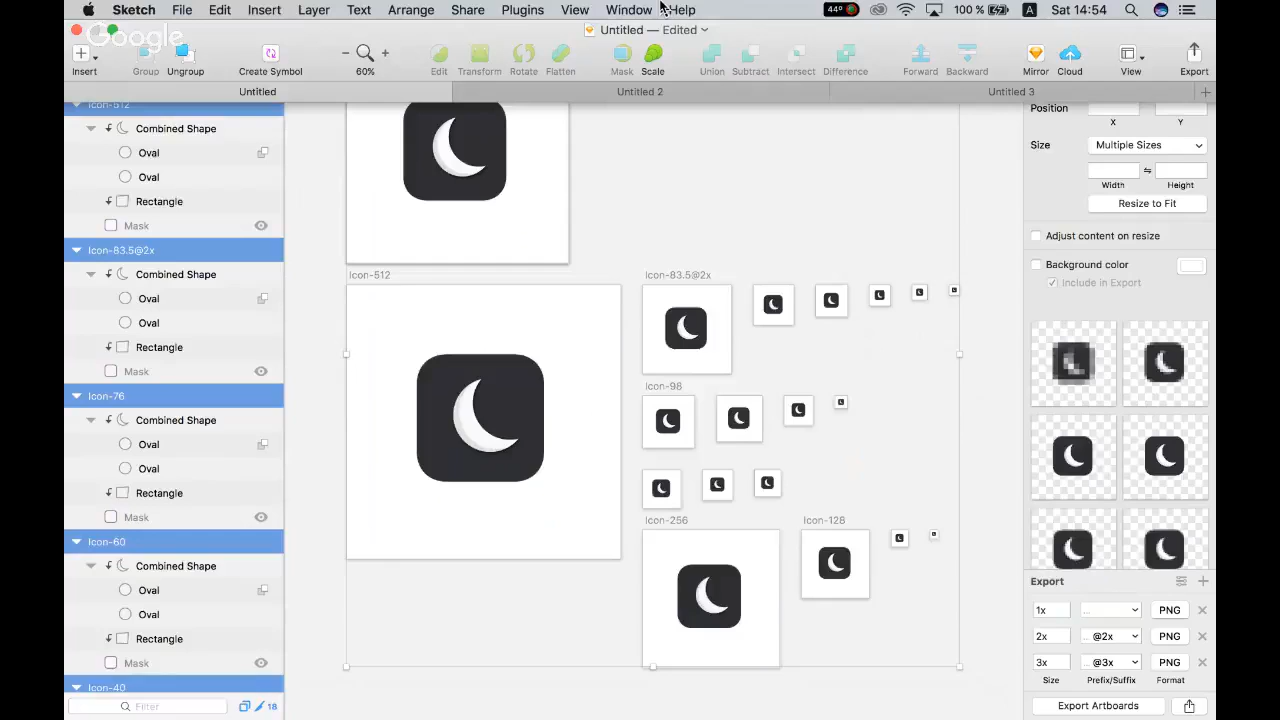 Sketch File Edit Insert Layer Text Arrange Share Plugins View Window Help 44° 100 % A Sat 14:54
Google
Untitled — Edited
Insert Group Ungroup Create Symbol 60% Edit Transform Rotate Flatten Mask Scale Union Subtract Intersect Difference Forward Backward Mirror Cloud View Export
Untitled Untitled 2 Untitled 3
Icon-512
Combined Shape
Oval
Oval
Rectangle
Mask
Icon-83.5@2x
Combined Shape
Oval
Oval
Rectangle
Mask
Icon-76
Combined Shape
Oval
Oval
Rectangle
Mask
Icon-60
Combined Shape
Oval
Oval
Rectangle
Mask
Icon-40
Filter 18
Icon-512
Icon-83.5@2x
Icon-98
Icon-256
Icon-128
Position
X Y
Size Multiple Sizes
Width Height
Resize to Fit
Adjust content on resize
Background color
Include in Export
Export
1x ... PNG
2x ... @2x PNG
3x ... @3x PNG
Size Prefix/Suffix Format
Export Artboards